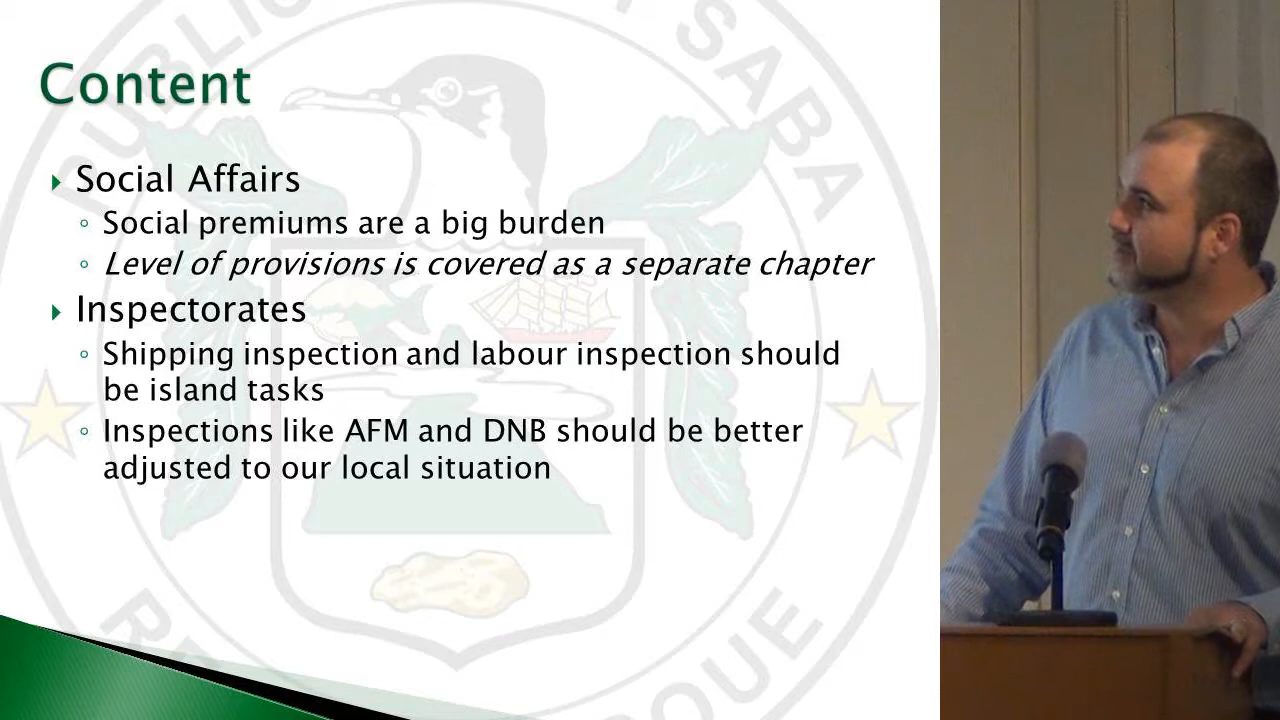 Content
Social Affairs
Social premiums are a big burden
Level of provisions is covered as a separate chapter
Inspectorates
Shipping inspection and labour inspection should
be island tasks
Inspections like AFM and DNB should be better
adjusted to our local situation
SABA